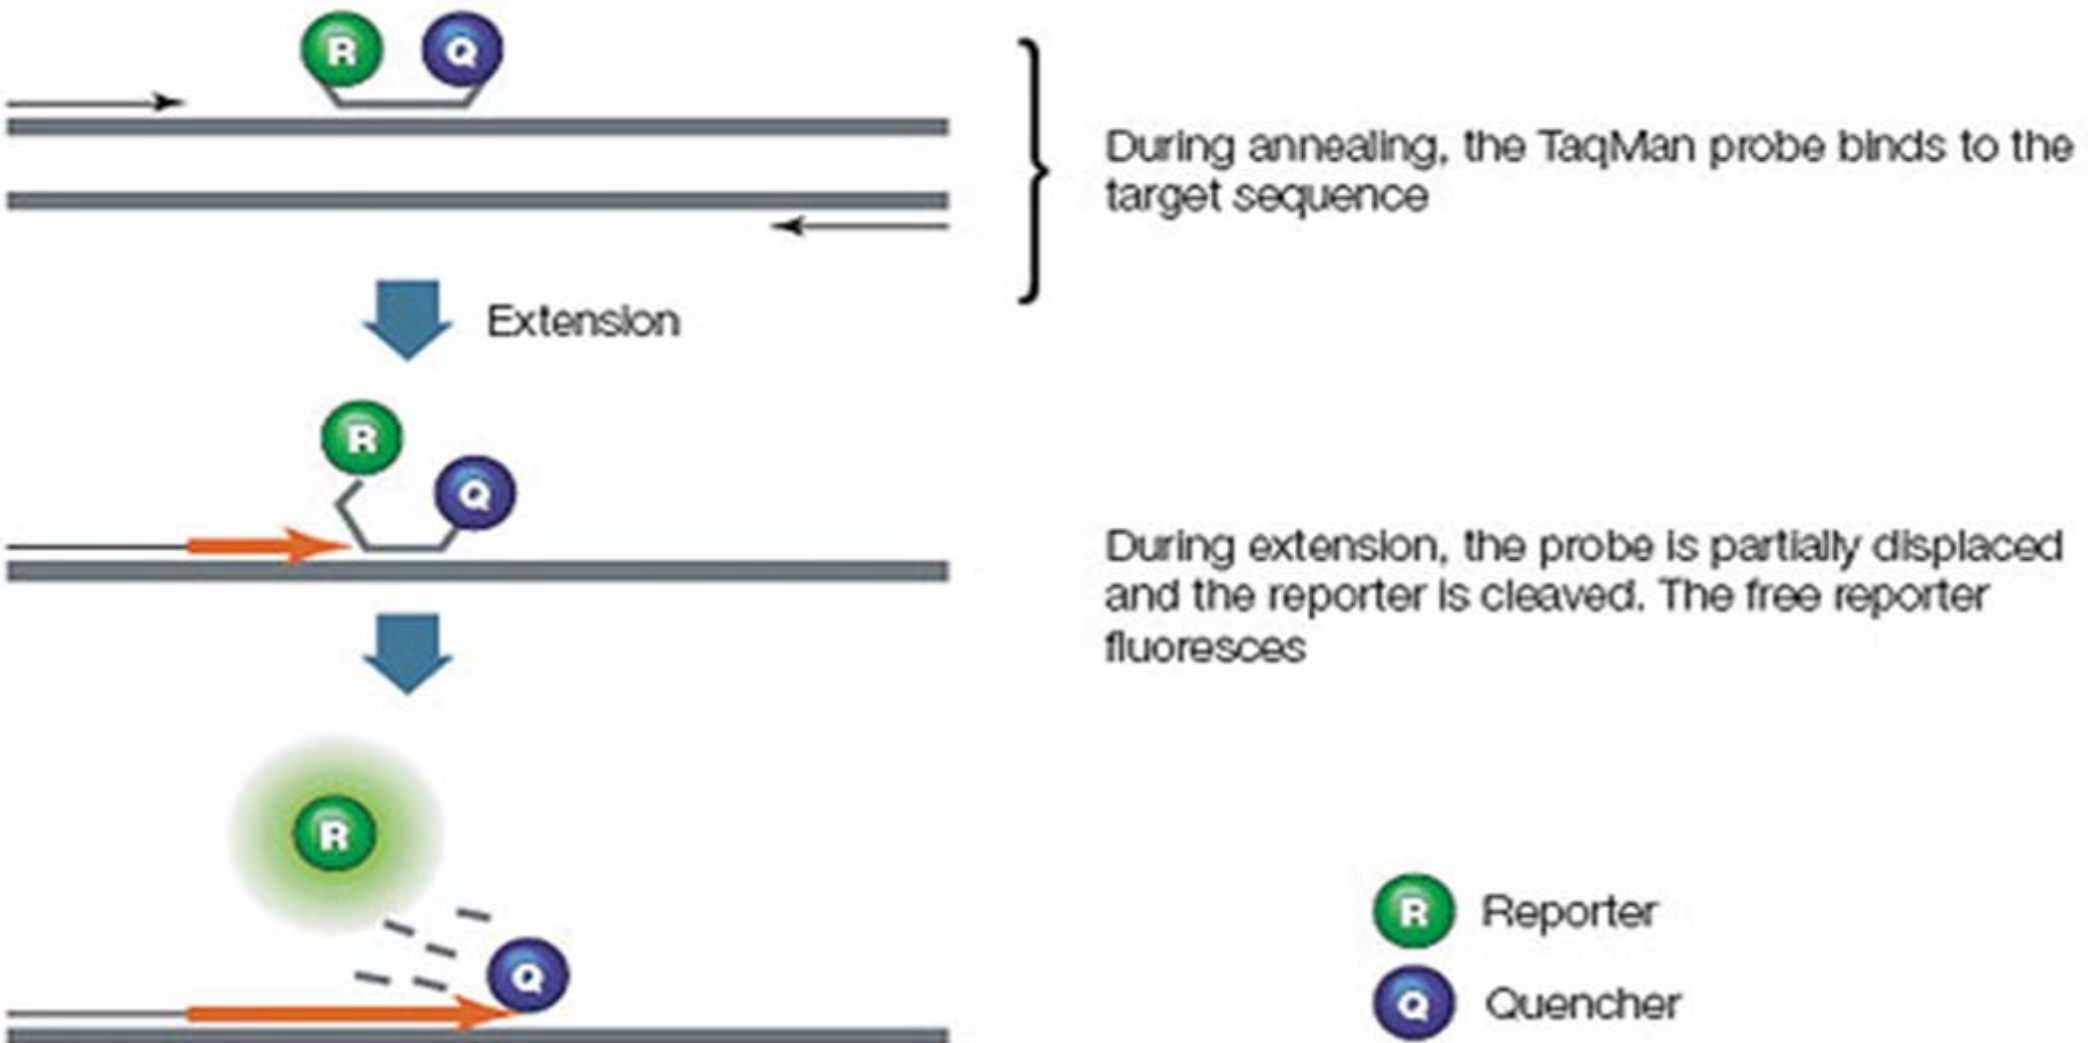 R Q
During annealing, the TaqMan probe binds to the
target sequence
Extension
R
Q
During extension, the probe is partially displaced
and the reporter is cleaved. The free reporter
fluoresces
R
Q
R Reporter
Q Quencher